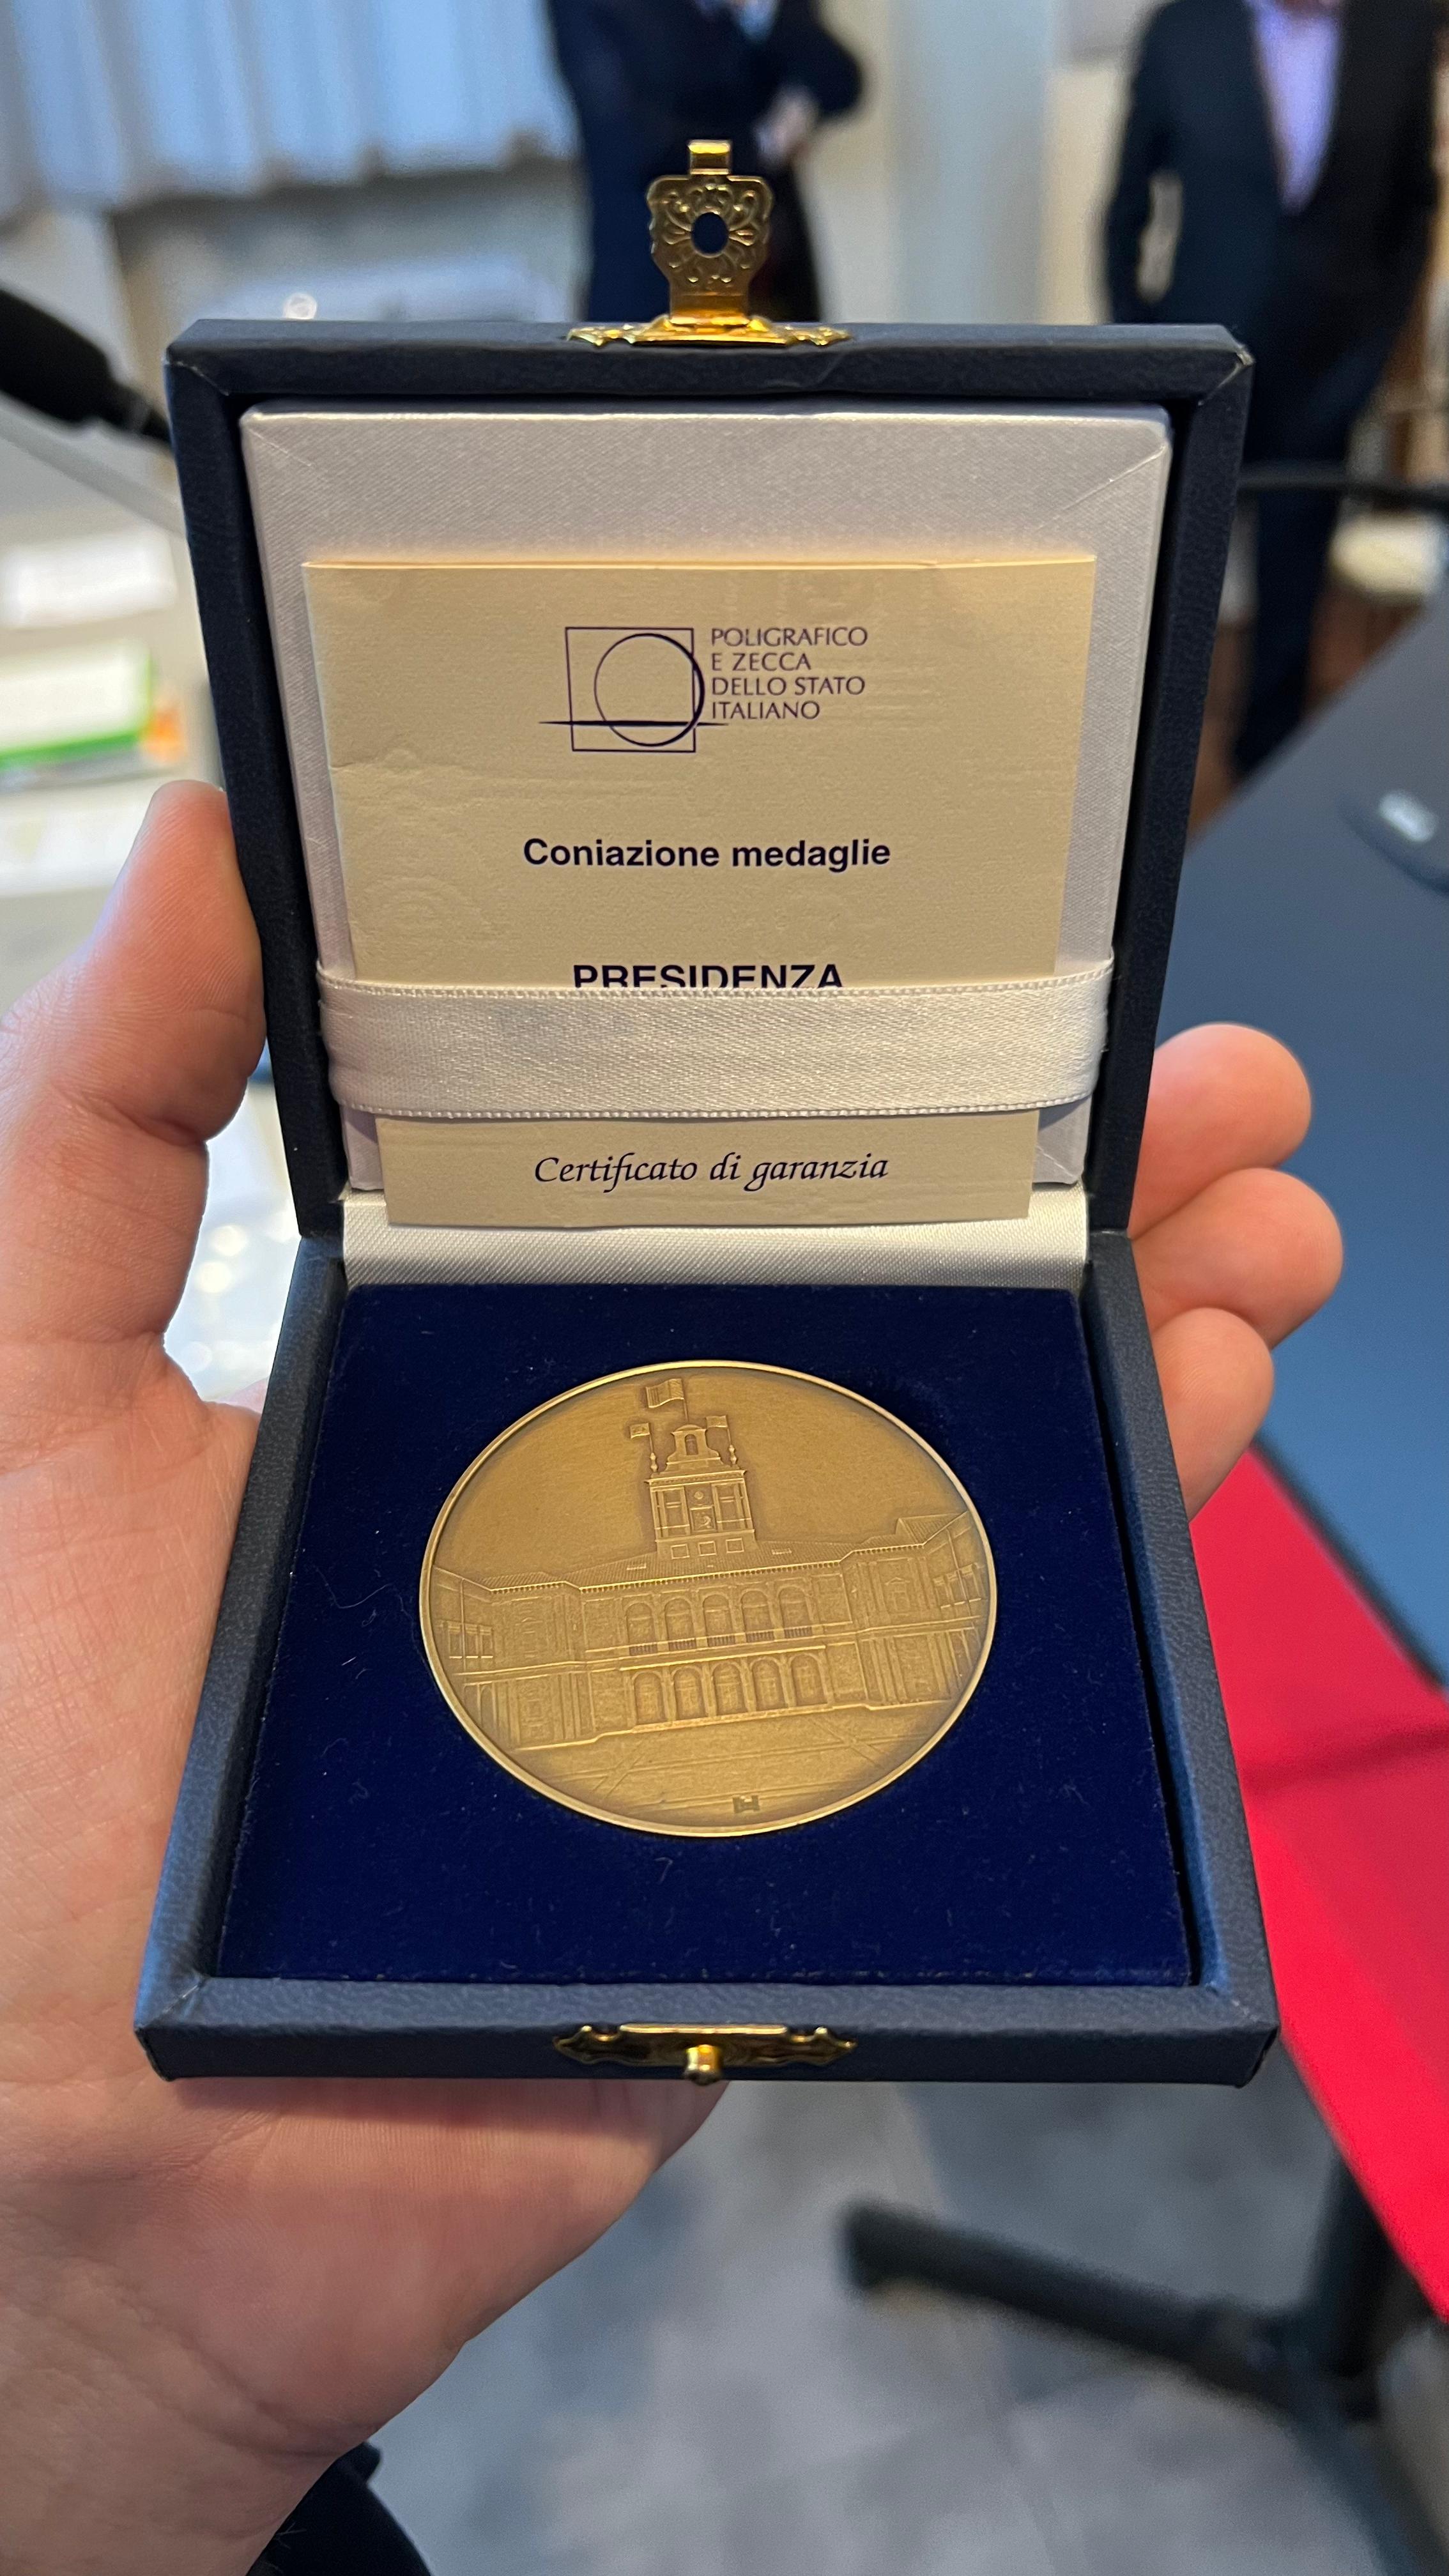 POLIGRAFICO
E ZECCA
DELLO STATO
ITALIANO
Coniazione medaglie
PRESIDENZA
Certificato di garanzia